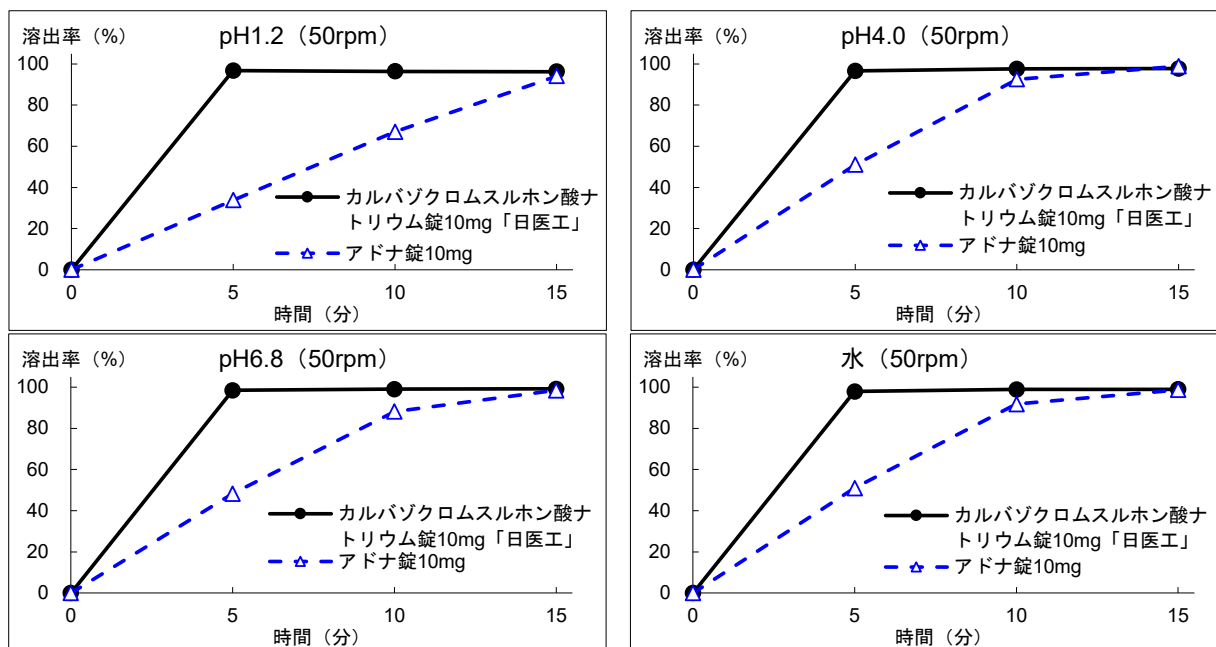 溶出率（%）
pH1.2（50rpm）
100
80
60
40
20
0
0
5
10
15
時間（分）
カルバゾクロムスルホン酸ナ
トリウム錠10mg「日医工」
アドナ錠10mg
溶出率（%）
pH4.0（50rpm）
100
80
60
40
20
0
0
5
10
15
時間（分）
カルバゾクロムスルホン酸ナ
トリウム錠10mg「日医工」
アドナ錠10mg
溶出率（%）
pH6.8（50rpm）
100
80
60
40
20
0
0
5
10
15
時間（分）
カルバゾクロムスルホン酸ナ
トリウム錠10mg「日医工」
アドナ錠10mg
溶出率（%）
水（50rpm）
100
80
60
40
20
0
0
5
10
15
時間（分）
カルバゾクロムスルホン酸ナ
トリウム錠10mg「日医工」
アドナ錠10mg